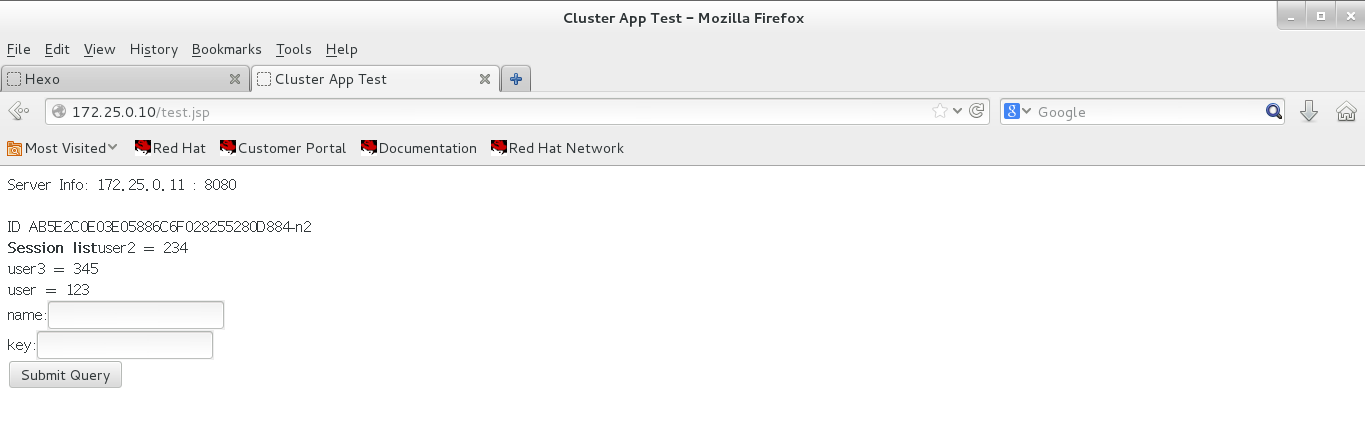 Cluster App Test - Mozilla Firefox
File Edit View History Bookmarks Tools Help
Hexo Cluster App Test
172.25.0.10/test.jsp Google
Most Visited Red Hat Customer Portal Documentation Red Hat Network
Server Info: 172.25.0.11 : 8080
ID AB5E2C0E03E05886C6F028255280D884-n2
Session listuser2 = 234
user3 = 345
user = 123
name:
key:
Submit Query